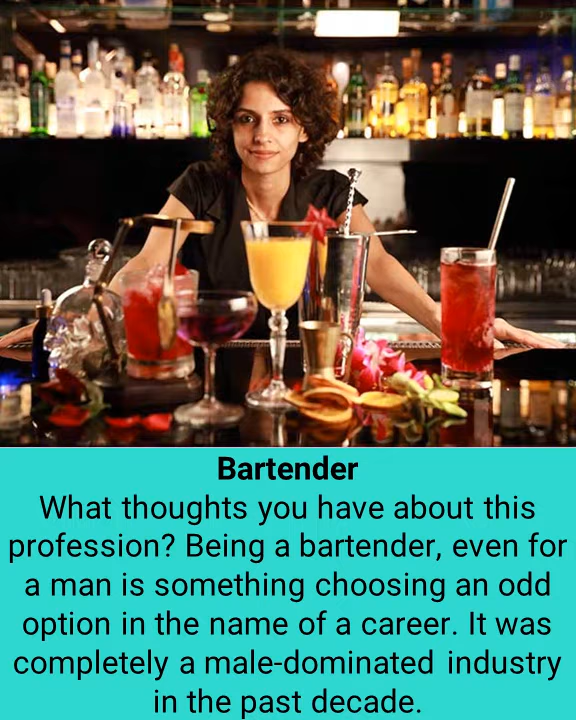 Bartender
What thoughts you have about this
profession? Being a bartender, even for
a man is something choosing an odd
option in the name of a career. It was
completely a male-dominated industry
in the past decade.